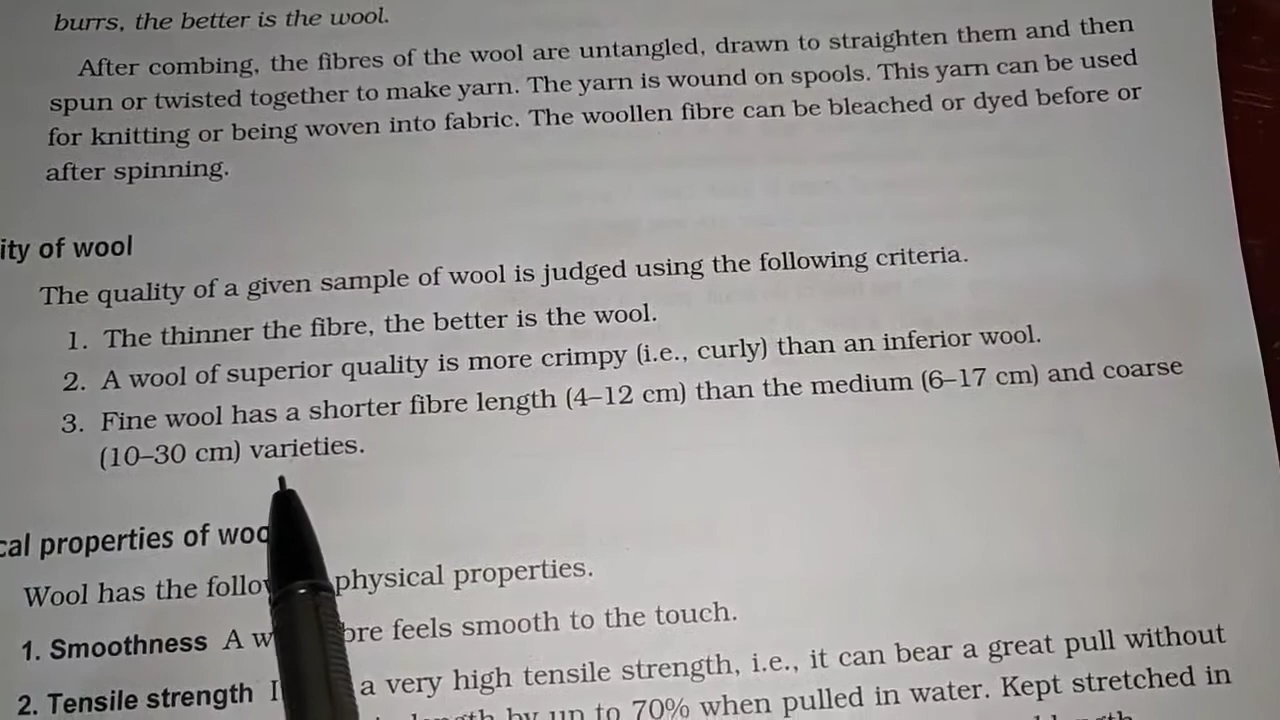 burrs, the better is the wool.
After combing, the fibres of the wool are untangled, drawn to straighten them and then
spun or twisted together to make yarn. The yarn is wound on spools. This yarn can be used
for knitting or being woven into fabric. The woollen fibre can be bleached or dyed before or
after spinning.
ity of wool
The quality of a given sample of wool is judged using the following criteria.
1. The thinner the fibre, the better is the wool.
2. A wool of superior quality is more crimpy (i.e., curly) than an inferior wool.
3. Fine wool has a shorter fibre length (4–12 cm) than the medium (6–17 cm) and coarse
(10–30 cm) varieties.
cal properties of woo
Wool has the follow physical properties.
1. Smoothness A w bre feels smooth to the touch.
2. Tensile strength I a very high tensile strength, i.e., it can bear a great pull without
length by up to 70% when pulled in water. Kept stretched in